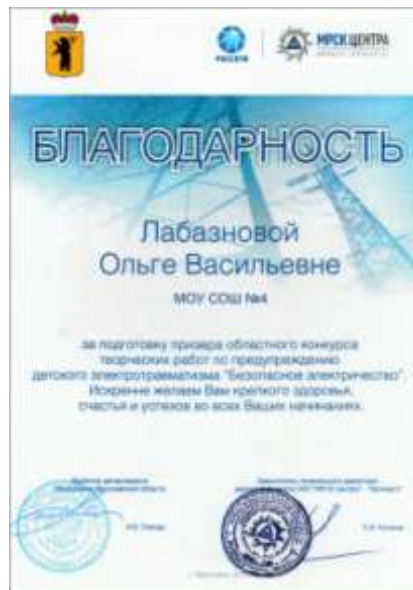 РОССЕТИ
МРСК ЦЕНТРА
БЛАГОДАРНОСТЬ
Лабазновой
Ольге Васильевне
МОУ СОШ №4
за подготовку призера областного конкурса
творческих работ по предупреждению
детского электротравматизма "Безопасное электричество".
Искренне желаем Вам крепкого здоровья,
счастья и успехов во всех Ваших начинаниях.